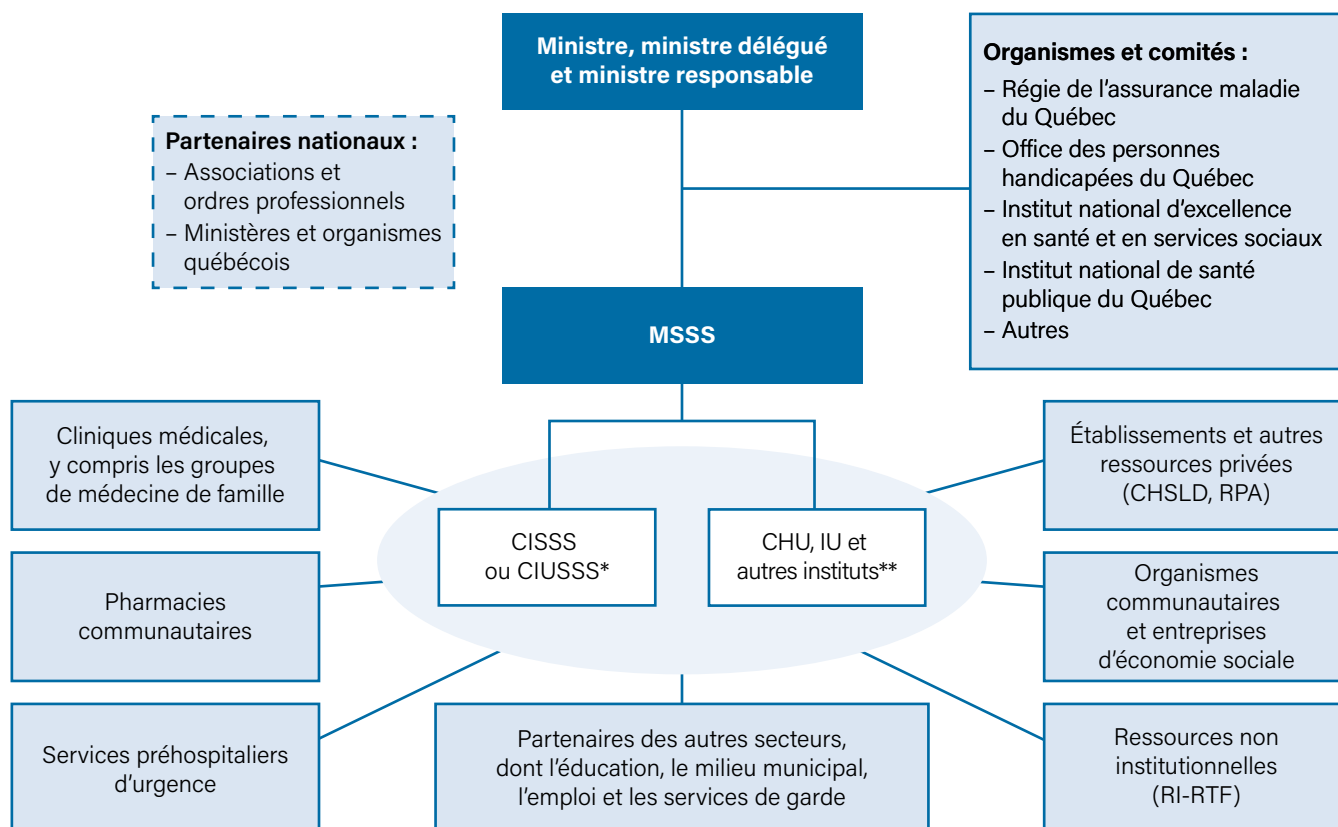 Ministre, ministre délégué
et ministre responsable
Organismes et comités :
– Régie de l'assurance maladie
du Québec
– Office des personnes
handicapées du Québec
– Institut national d'excellence
en santé et en services sociaux
– Institut national de santé
publique du Québec
– Autres
Partenaires nationaux :
– Associations et
ordres professionnels
– Ministères et organismes
québécois
MSSS
Cliniques médicales,
y compris les groupes
de médecine de famille
Établissements et autres
ressources privées
(CHSLD, RPA)
CISSS
ou CIUSSS*
CHU, IU et
autres instituts**
Pharmacies
communautaires
Organismes
communautaires
et entreprises
d'économie sociale
Services préhospitaliers
d'urgence
Partenaires des autres secteurs,
dont l'éducation, le milieu municipal,
l'emploi et les services de garde
Ressources non
institutionnelles
(RI-RTF)